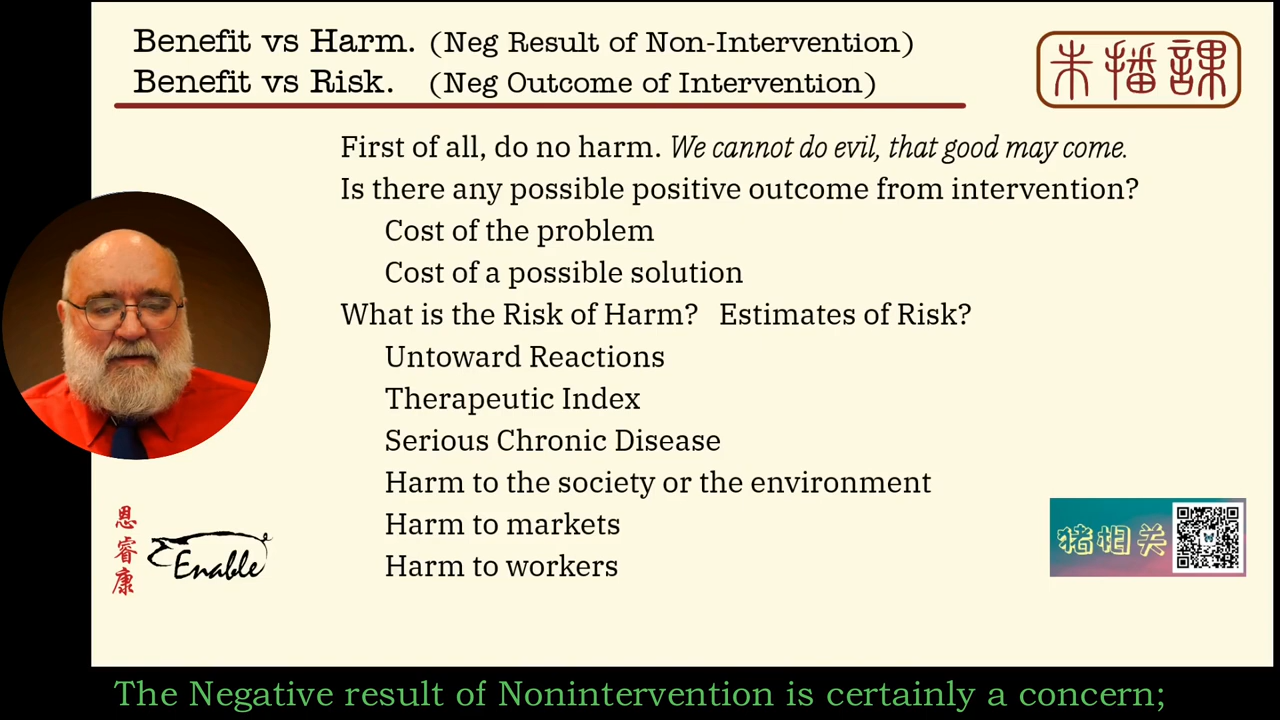 Benefit vs Harm. (Neg Result of Non-Intervention)
Benefit vs Risk. (Neg Outcome of Intervention)
未播課
First of all, do no harm. We cannot do evil, that good may come.
Is there any possible positive outcome from intervention?
Cost of the problem
Cost of a possible solution
What is the Risk of Harm? Estimates of Risk?
Untoward Reactions
Therapeutic Index
Serious Chronic Disease
Harm to the society or the environment
Harm to markets
Harm to workers
恩睿康
Enable
猪相关
The Negative result of Nonintervention is certainly a concern;